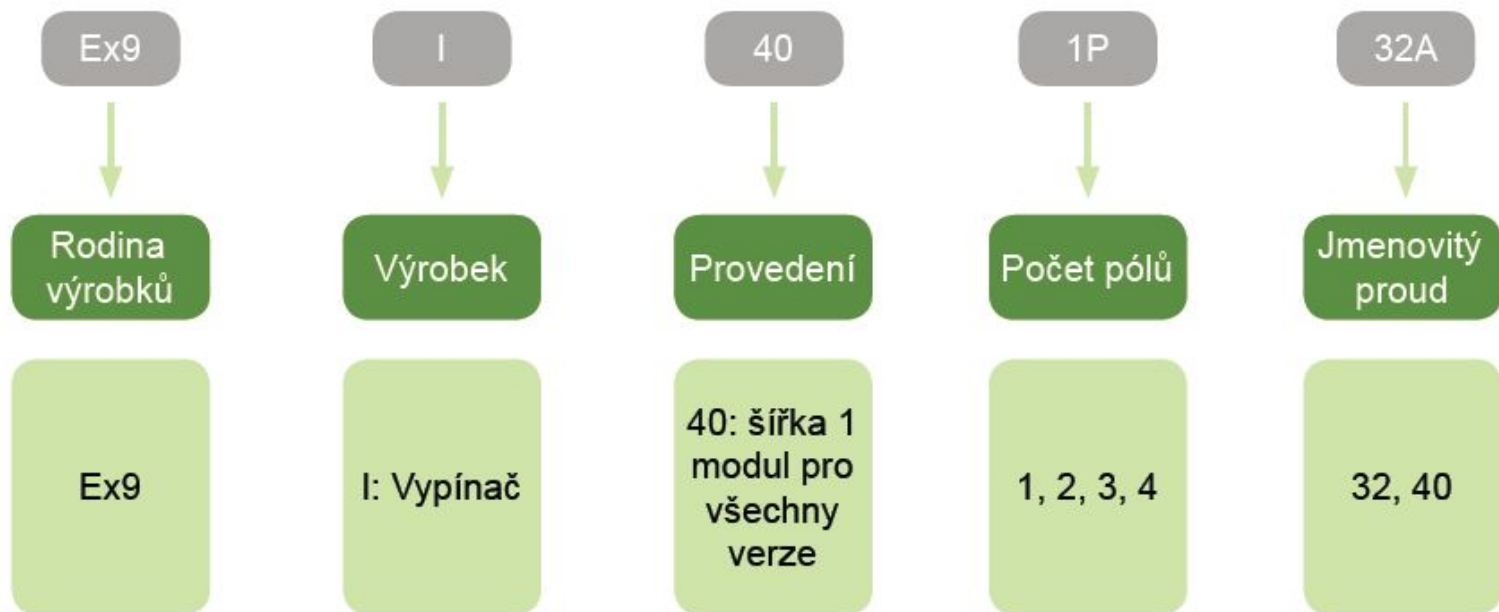 Ex9
I
40
1P
32A
Rodina
výrobků
Výrobek
Provedení
Počet pólů
Jmenovitý
proud
Ex9
I: Vypínač
40: šířka 1
modul pro
všechny
verze
1, 2, 3, 4
32, 40